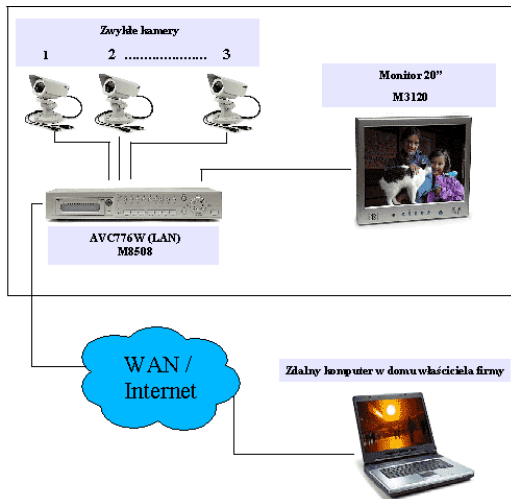 Zwykłe kamery
1 2 ..................... 3
Monitor 20”
M3120
AVC776W (LAN)
M8508
WAN /
Internet
Zdalny komputer w domu właściciela firmy